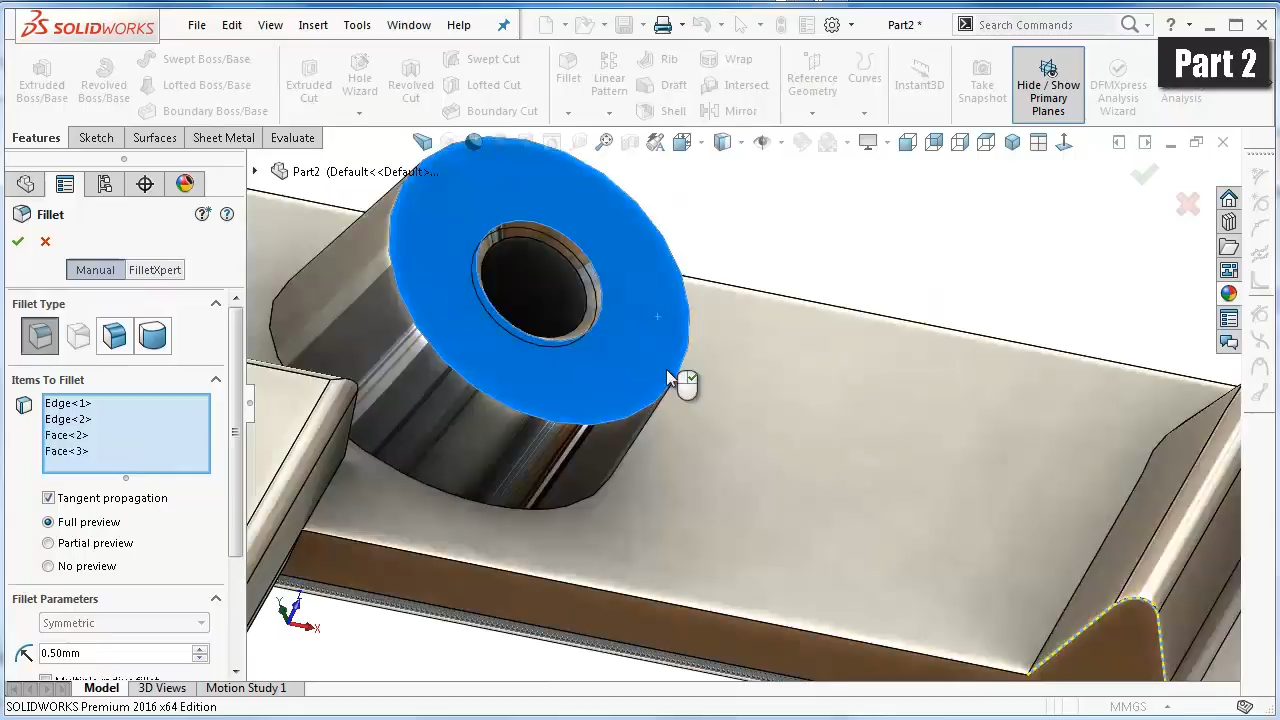 SOLIDWORKS
File Edit View Insert Tools Window Help
Part2 *
Search Commands
?
Part 2
Extruded Boss/Base
Revolved Boss/Base
Swept Boss/Base
Lofted Boss/Base
Boundary Boss/Base
Extruded Cut
Hole Wizard
Revolved Cut
Swept Cut
Lofted Cut
Boundary Cut
Fillet
Linear Pattern
Rib
Draft
Shell
Wrap
Intersect
Mirror
Reference Geometry
Curves
Instant3D
Take Snapshot
Hide / Show Primary Planes
DFMXpress Analysis Wizard
Analysis
Features Sketch Surfaces Sheet Metal Evaluate
Part2 (Default<<Default>...
Fillet
Manual FilletXpert
Fillet Type
Items To Fillet
Edge<1>
Edge<2>
Face<2>
Face<3>
Tangent propagation
Full preview
Partial preview
No preview
Fillet Parameters
Symmetric
0.50mm
Multiple radius fillet
Y Z X
Model 3D Views Motion Study 1
SOLIDWORKS Premium 2016 x64 Edition
MMGS